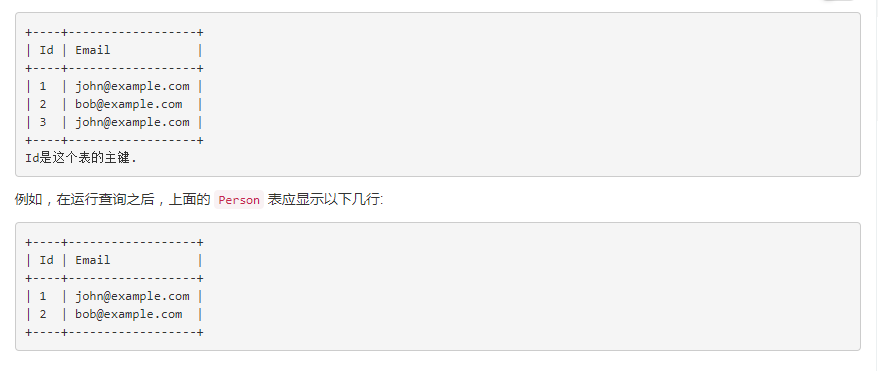 +----+------------------+
| Id | Email            |
+----+------------------+
| 1  | john@example.com |
| 2  | bob@example.com  |
| 3  | john@example.com |
+----+------------------+
Id是这个表的主键.
例如，在运行查询之后，上面的 Person 表应显示以下几行:
+----+------------------+
| Id | Email            |
+----+------------------+
| 1  | john@example.com |
| 2  | bob@example.com  |
+----+------------------+